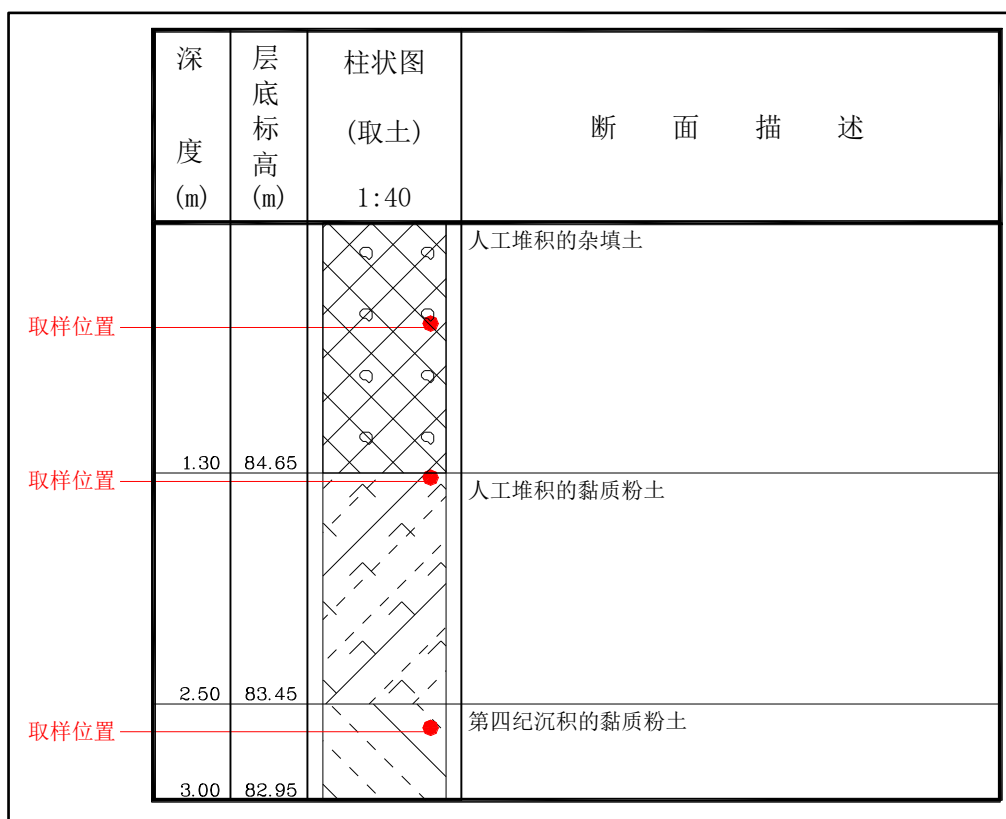 深度(m)
层底标高(m)
柱状图
(取土)
1:40
断面描述
人工堆积的杂填土
取样位置
1.30 84.65
取样位置
人工堆积的黏质粉土
2.50 83.45
第四纪沉积的黏质粉土
取样位置
3.00 82.95